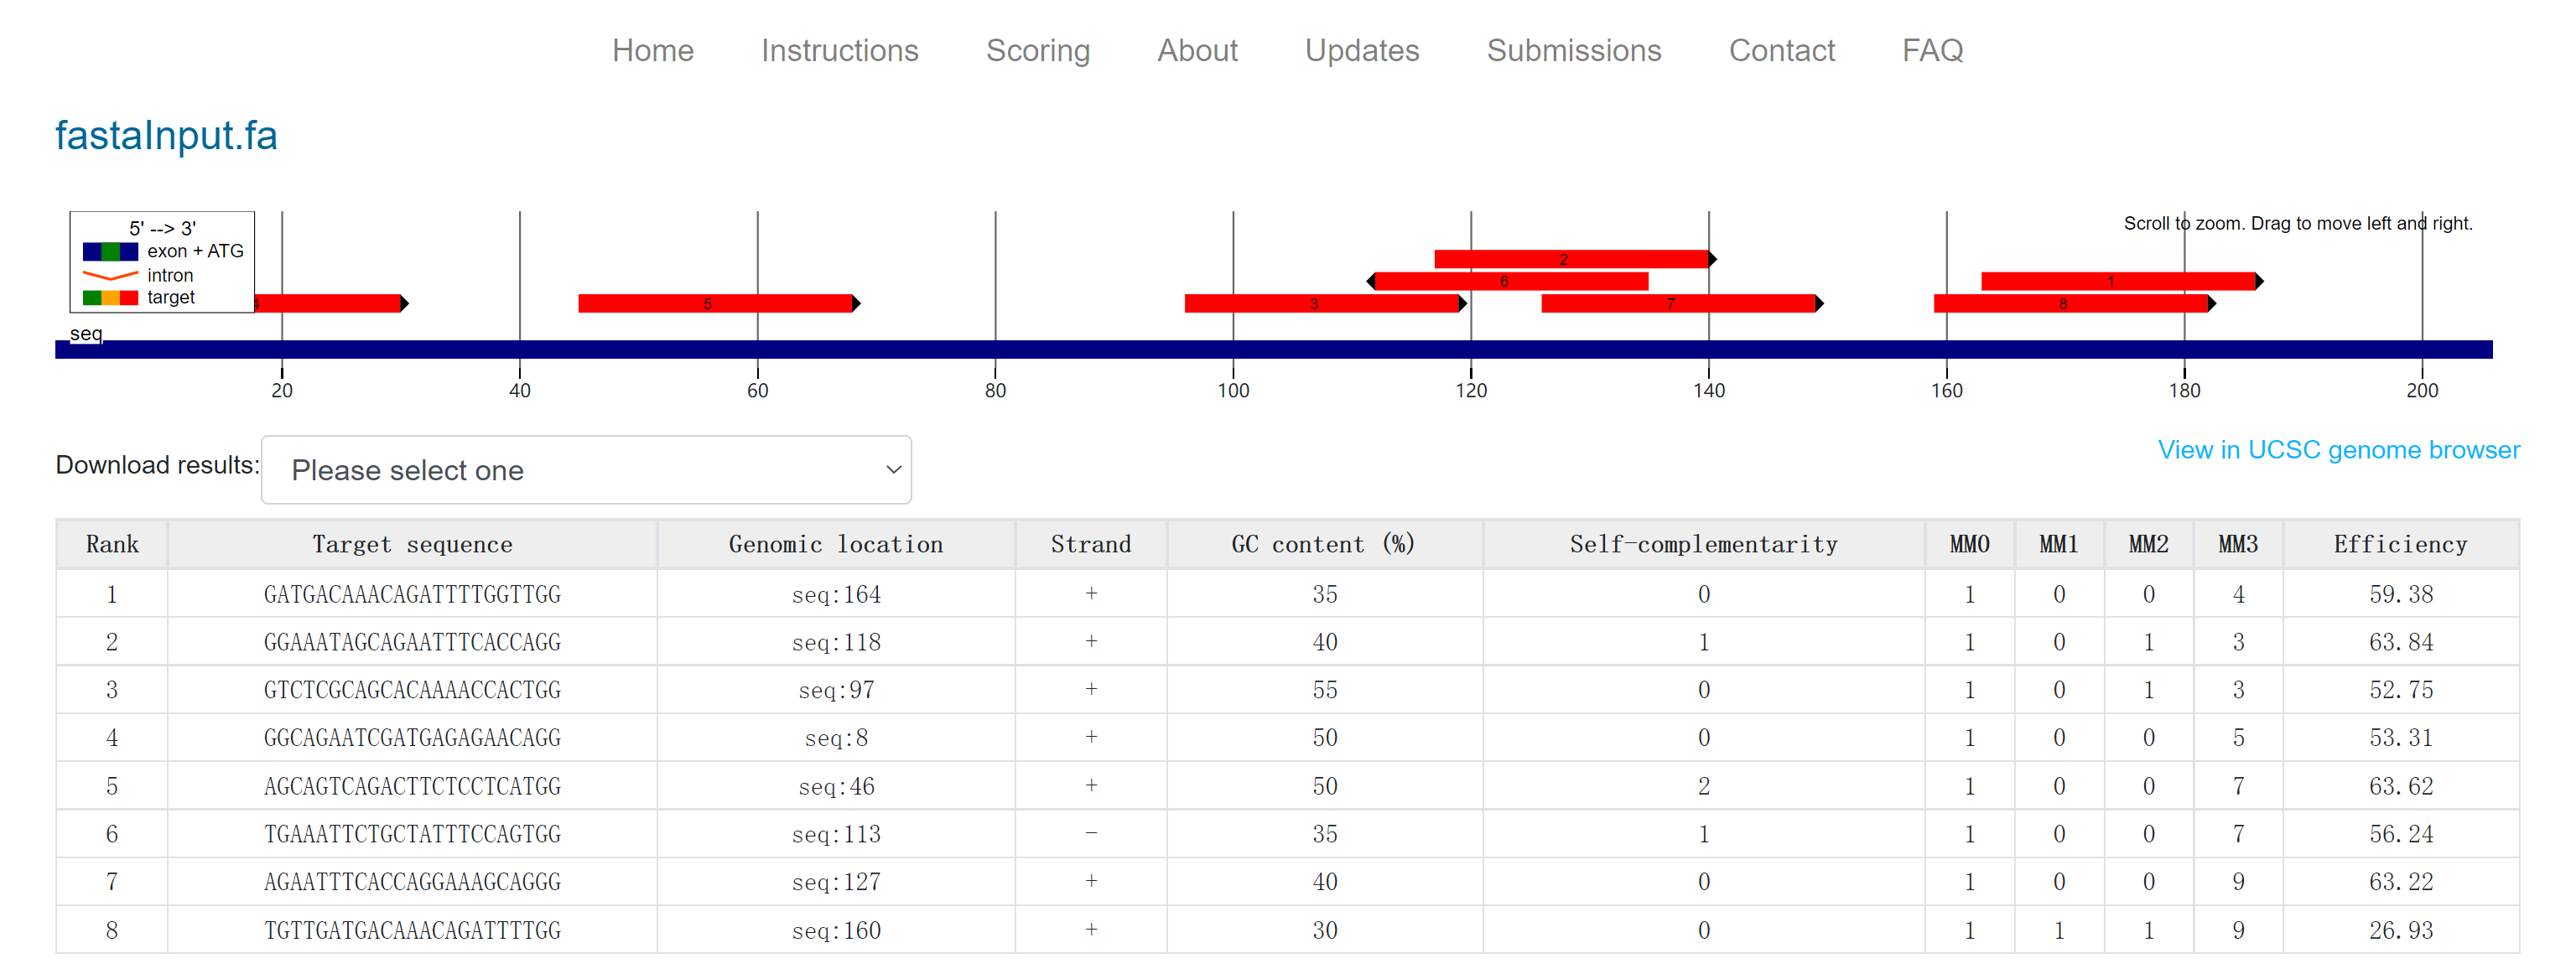 Home Instructions Scoring About Updates Submissions Contact FAQ
fastaInput.fa
5' --> 3'
exon + ATG
intron
target
Scroll to zoom. Drag to move left and right.
2
6 1
4 5 3 7 8
seq
20 40 60 80 100 120 140 160 180 200
Download results: Please select one View in UCSC genome browser
Rank Target sequence Genomic location Strand GC content (%) Self-complementarity MM0 MM1 MM2 MM3 Efficiency
1 GATGACAAACAGATTTTGGTTGG seq:164 + 35 0 1 0 0 4 59.38
2 GGAAATAGCAGAATTTCACCAGG seq:118 + 40 1 1 0 1 3 63.84
3 GTCTCGCAGCACAAAACCACTGG seq:97 + 55 0 1 0 1 3 52.75
4 GGCAGAATCGATGAGAGAACAGG seq:8 + 50 0 1 0 0 5 53.31
5 AGCAGTCAGACTTCTCCTCATGG seq:46 + 50 2 1 0 0 7 63.62
6 TGAAATTCTGCTATTTCCAGTGG seq:113 - 35 1 1 0 0 7 56.24
7 AGAATTTCACCAGGAAAGCAGGG seq:127 + 40 0 1 0 0 9 63.22
8 TGTTGATGACAAACAGATTTTGG seq:160 + 30 0 1 1 1 9 26.93